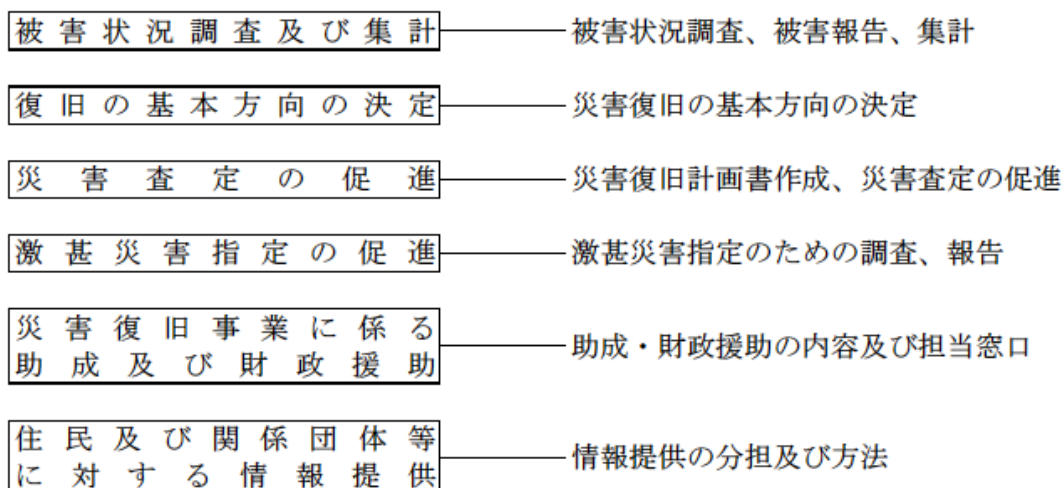 被害状況調査及び集計 被害状況調査、被害報告、集計
復旧の基本方向の決定 災害復旧の基本方向の決定
災害査定の促進 災害復旧計画書作成、災害査定の促進
激甚災害指定の促進 激甚災害指定のための調査、報告
災害復旧事業に係る
助成及び財政援助 助成・財政援助の内容及び担当窓口
住民及び関係団体等
に対する情報提供 情報提供の分担及び方法